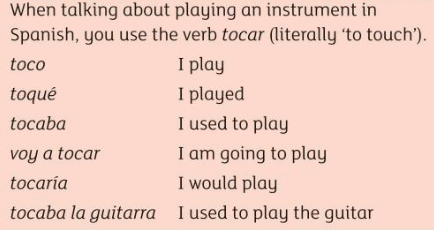 When talking about playing an instrument in
Spanish, you use the verb tocar (literally ‘to touch’).
toco I play
toqué I played
tocaba I used to play
voy a tocar I am going to play
tocaría I would play
tocaba la guitarra I used to play the guitar